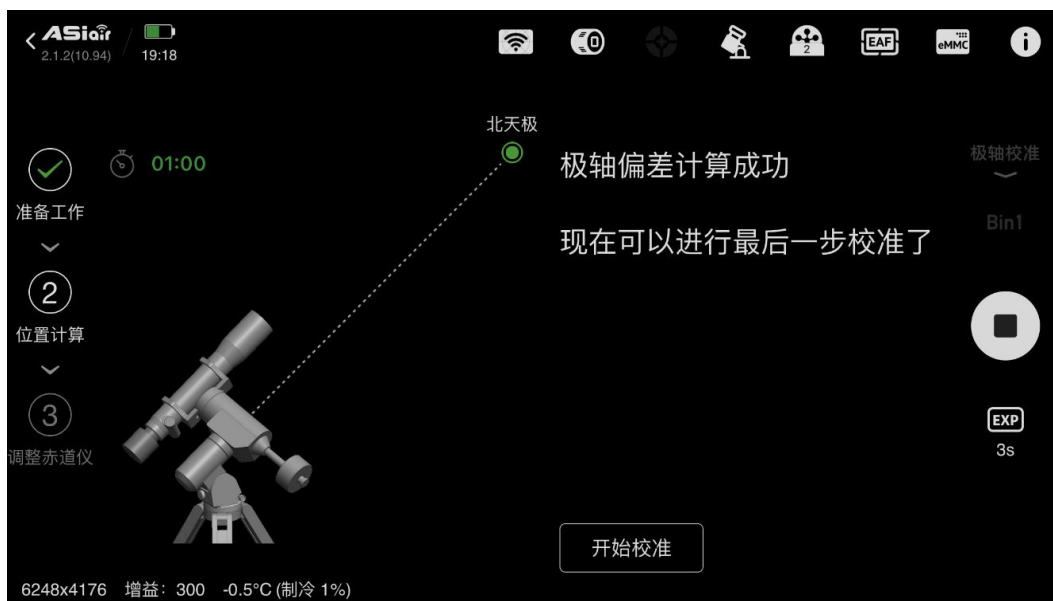 ASiair
2.1.2(10.94)
19:18
2
EAF
eMMC
i
北天极
01:00
准备工作
2
位置计算
3
调整赤道仪
极轴偏差计算成功
现在可以进行最后一步校准了
极轴校准
Bin1
EXP
3s
开始校准
6248x4176 增益：300 -0.5°C (制冷 1%)